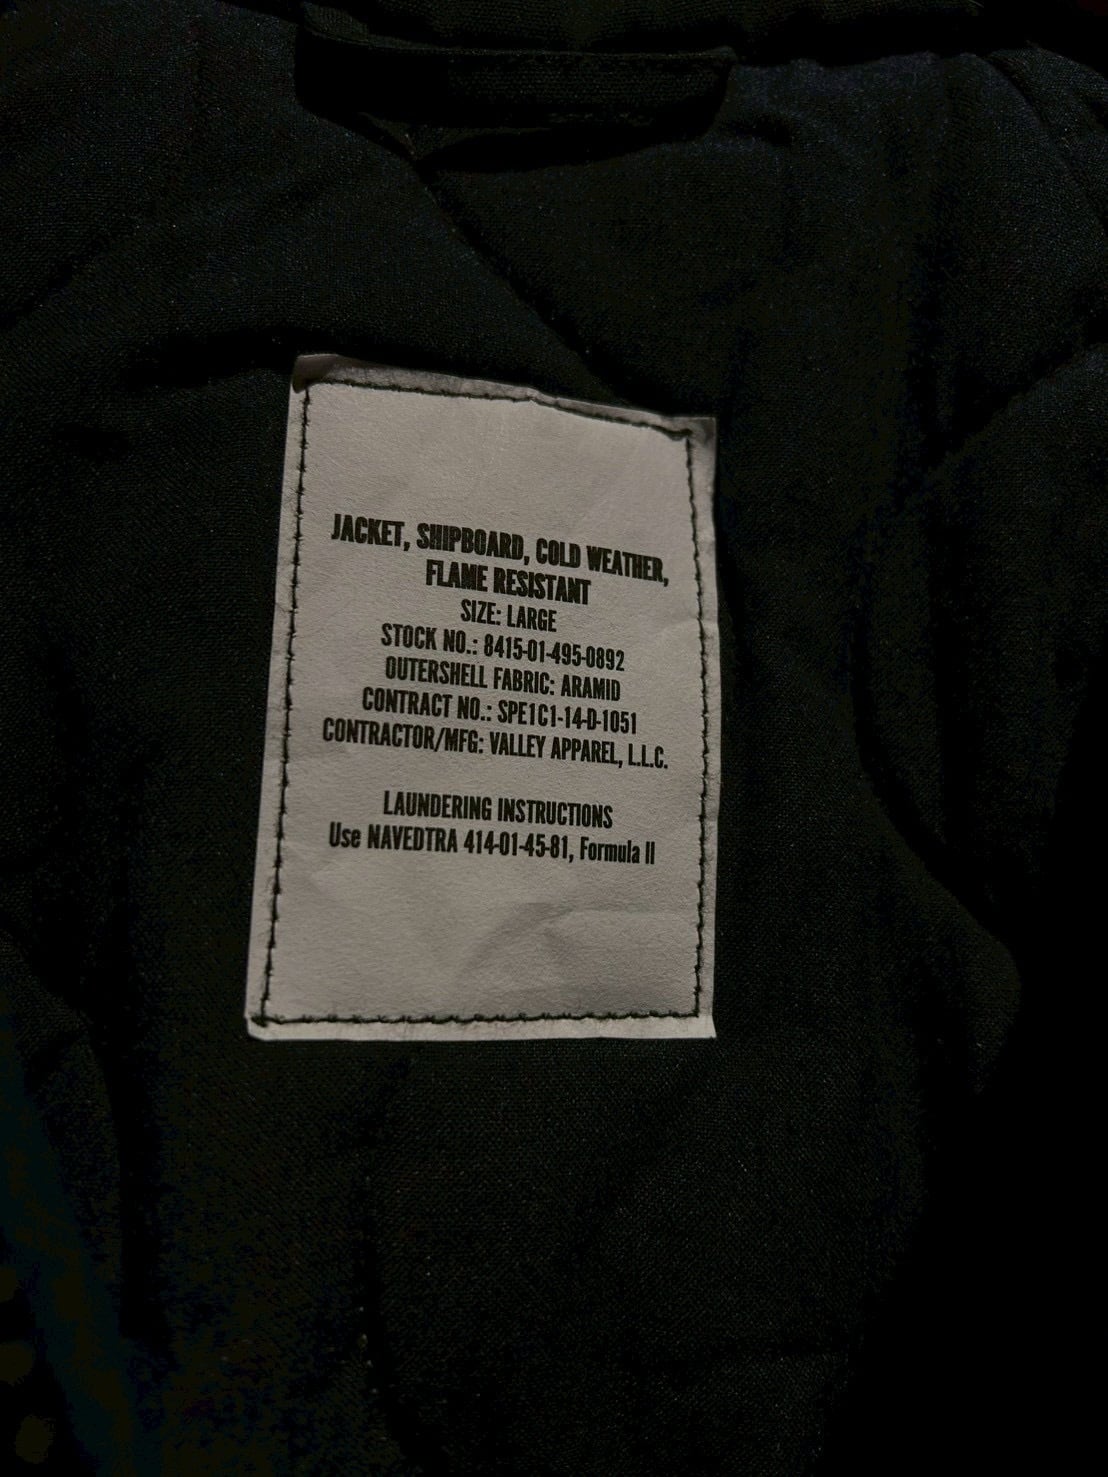 JACKET, SHIPBOARD, COLD WEATHER,
FLAME RESISTANT
SIZE: LARGE
STOCK NO.: 8415-01-495-0892
OUTERSHELL FABRIC: ARAMID
CONTRACT NO.: SPE1C1-14-D-1051
CONTRACTOR/MFG: VALLEY APPAREL, L.L.C.
LAUNDERING INSTRUCTIONS
Use NAVEDTRA 414-01-45-81, Formula II